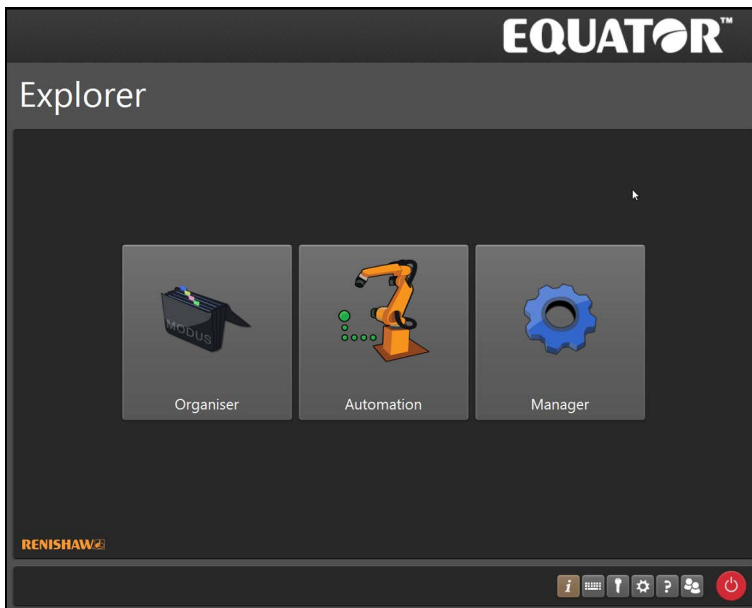 EQUATOR™
Explorer
MODUS
Organiser
Automation
Manager
RENISHAW
i
?